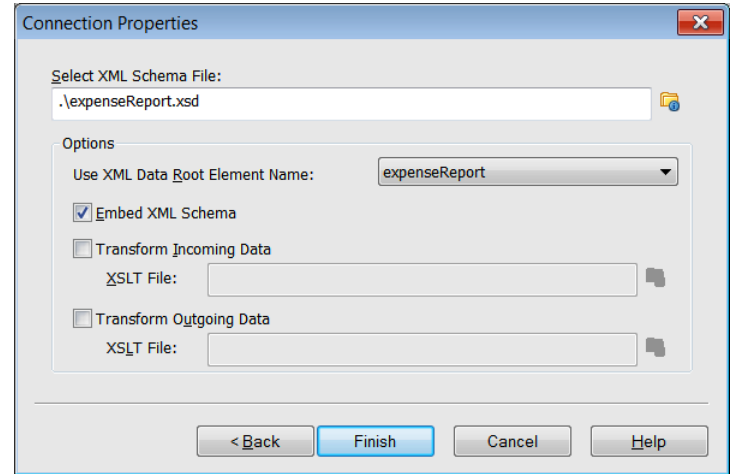 Connection Properties
Select XML Schema File:
.\expenseReport.xsd
Options
Use XML Data Root Element Name: expenseReport
Embed XML Schema
Transform Incoming Data
XSLT File:
Transform Outgoing Data
XSLT File:
< Back Finish Cancel Help